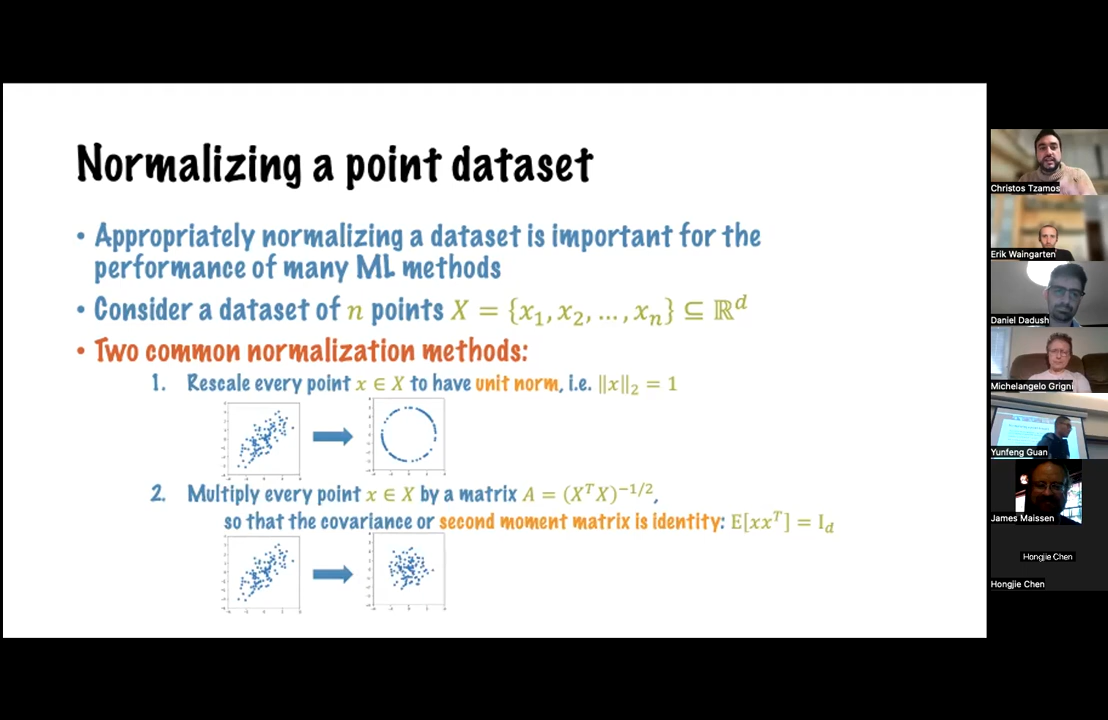 Normalizing a point dataset
• Appropriately normalizing a dataset is important for the
performance of many ML methods
• Consider a dataset of n points X = {x₁, x₂, ..., xₙ} ⊆ ℝᵈ
• Two common normalization methods:
1. Rescale every point x ∈ X to have unit norm, i.e. ‖x‖₂ = 1
2. Multiply every point x ∈ X by a matrix A = (XᵀX)⁻¹/²,
so that the covariance or second moment matrix is identity: E[xxᵀ] = I_d
Christos Tzamos
Erik Waingarten
Daniel Dadush
Michelangelo Grigni
Yunfeng Guan
James Maissen
Hongjie Chen
Hongjie Chen